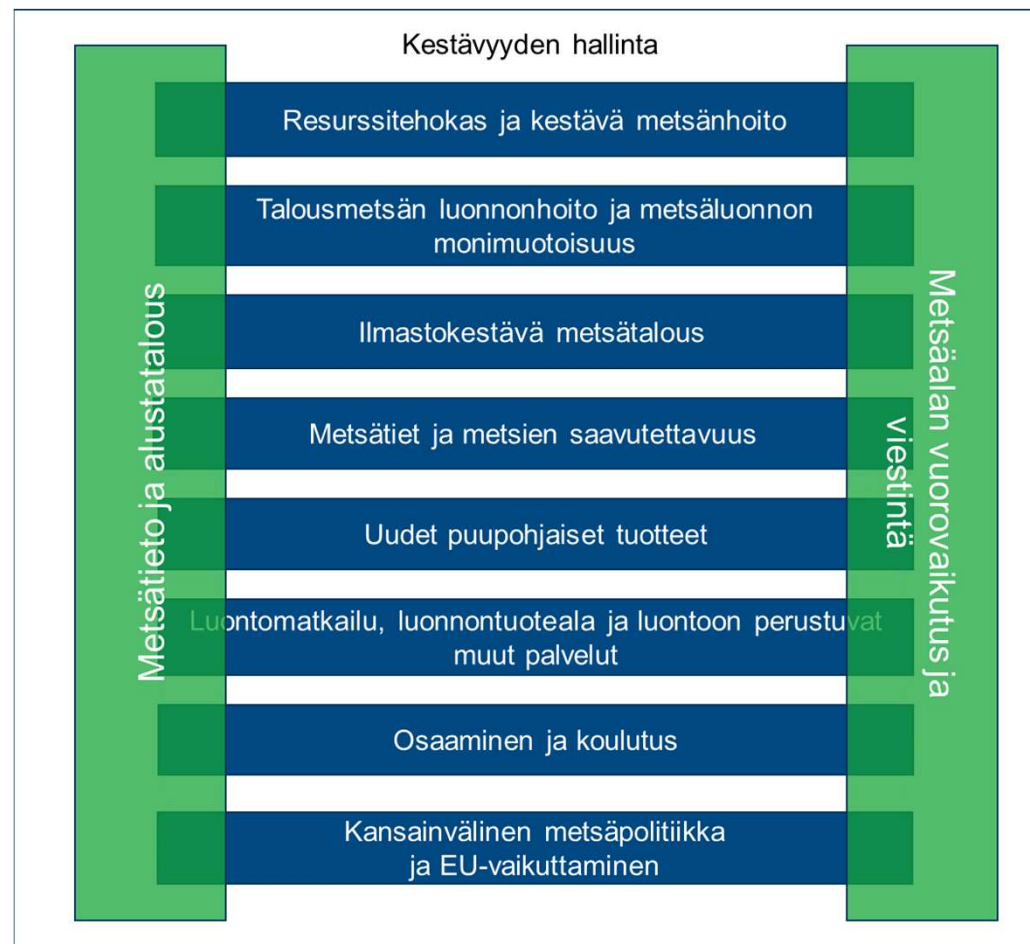 Kestävyyden hallinta
Resurssitehokas ja kestävä metsänhoito
Talousmetsän luonnonhoito ja metsäluonnon
monimuotoisuus
Ilmastokestävä metsätalous
Metsätiet ja metsien saavutettavuus
Uudet puupohjaiset tuotteet
Luontomatkailu, luonnontuoteala ja luontoon perustuvat
muut palvelut
Osaaminen ja koulutus
Kansainvälinen metsäpolitiikka
ja EU-vaikuttaminen
Metsätieto ja alustatalous
Metsäalan vuorovaikutus ja
viestintä